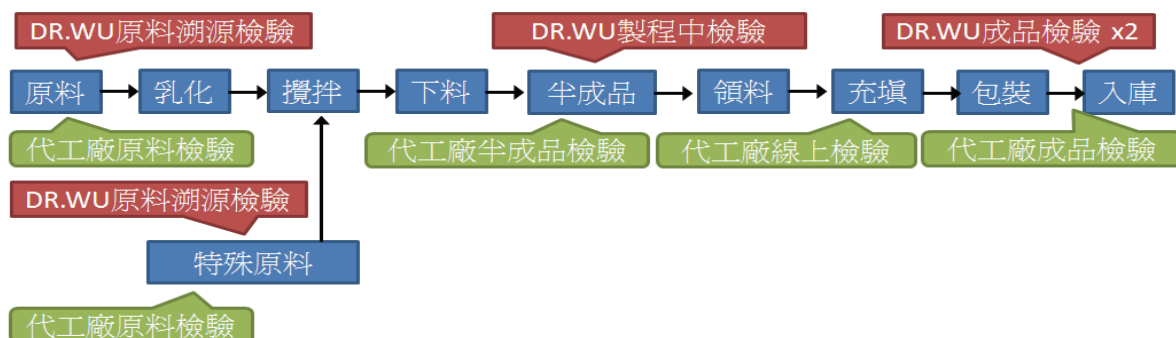 DR.WU原料溯源檢驗
DR.WU製程中檢驗
DR.WU成品檢驗 x2
原料
乳化
攪拌
下料
半成品
領料
充填
包裝
入庫
代工廠原料檢驗
代工廠半成品檢驗
代工廠線上檢驗
代工廠成品檢驗
DR.WU原料溯源檢驗
特殊原料
代工廠原料檢驗